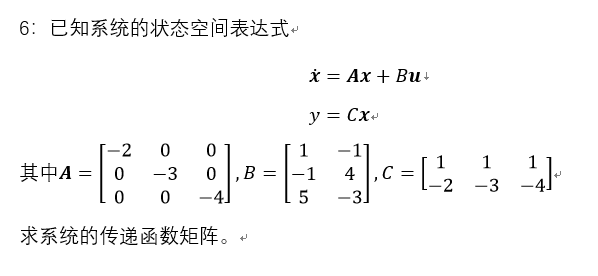 6：已知系统的状态空间表达式↵
ẋ = Ax + Bu↓
y = Cx↵
其中A = [−2 0 0; 0 −3 0; 0 0 −4], B = [1 −1; −1 4; 5 −3], C = [1 1 1; −2 −3 −4]↵
求系统的传递函数矩阵。↵